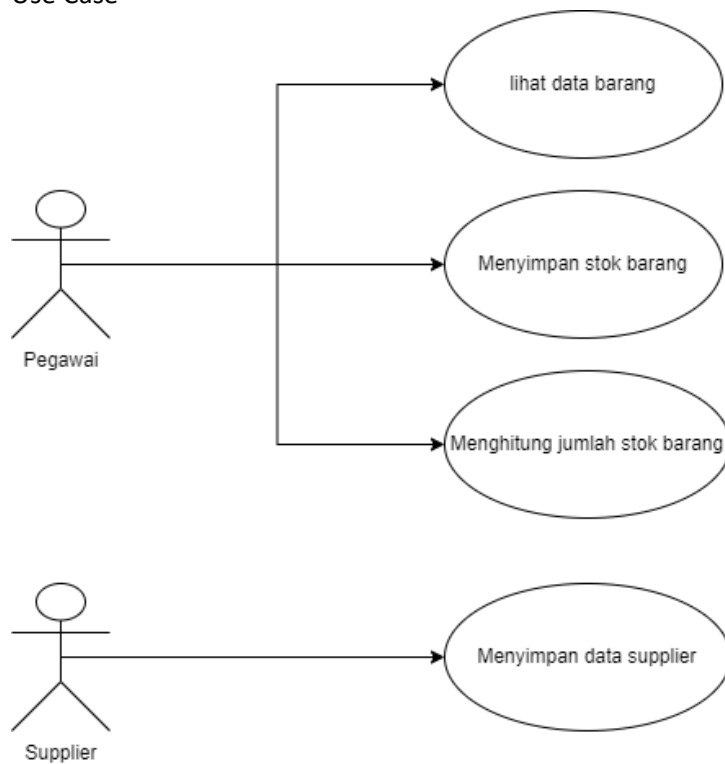 Use Case
lihat data barang
Menyimpan stok barang
Pegawai
Menghitung jumlah stok barang
Menyimpan data supplier
Supplier